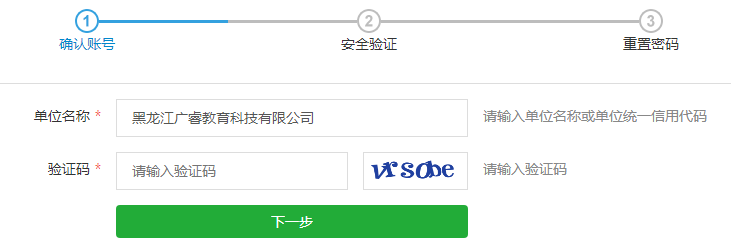 1
2
3
确认账号
安全验证
重置密码
单位名称 *
黑龙江广睿教育科技有限公司
请输入单位名称或单位统一信用代码
验证码 *
请输入验证码
请输入验证码
下一步